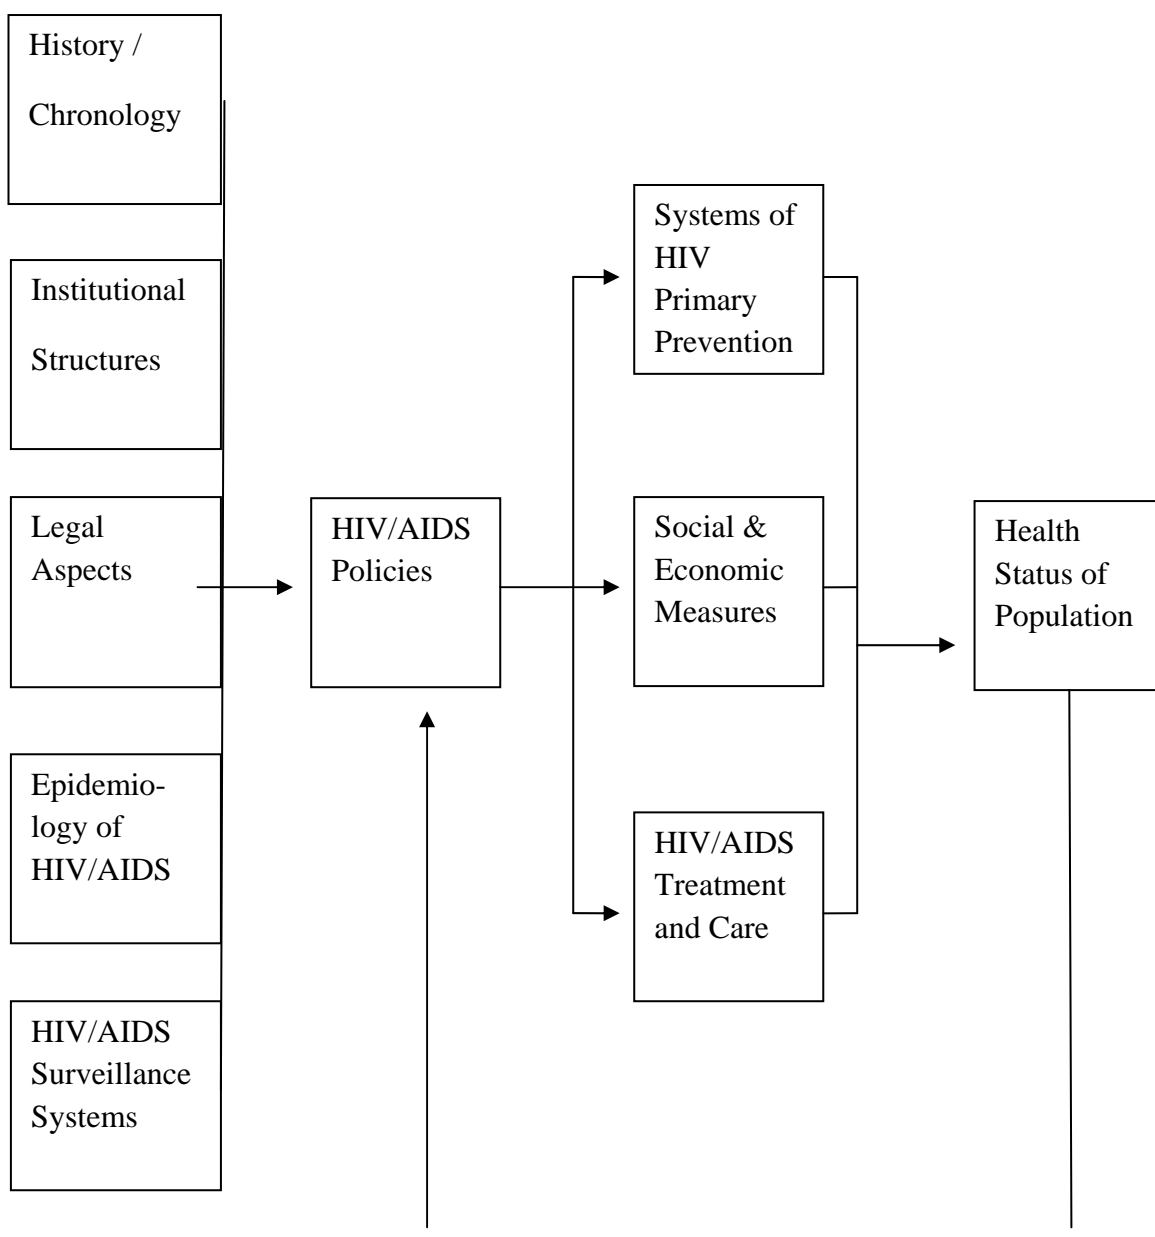 History /
Chronology
Institutional
Structures
Legal
Aspects
Epidemio-
logy of
HIV/AIDS
HIV/AIDS
Surveillance
Systems
HIV/AIDS
Policies
Systems of
HIV
Primary
Prevention
Social &
Economic
Measures
HIV/AIDS
Treatment
and Care
Health
Status of
Population